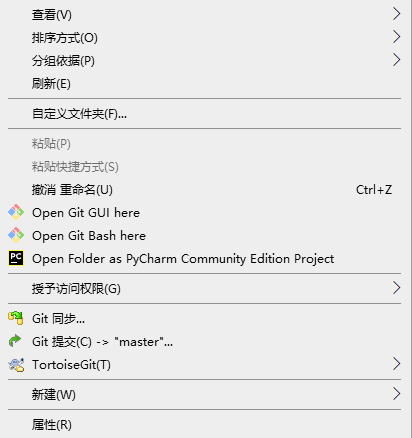 查看(V)
排序方式(O)
分组依据(P)
刷新(E)
自定义文件夹(F)...
粘贴(P)
粘贴快捷方式(S)
撤消 重命名(U) Ctrl+Z
Open Git GUI here
Open Git Bash here
PC Open Folder as PyCharm Community Edition Project
授予访问权限(G)
Git 同步...
Git 提交(C) -> "master"...
TortoiseGit(T)
新建(W)
属性(R)